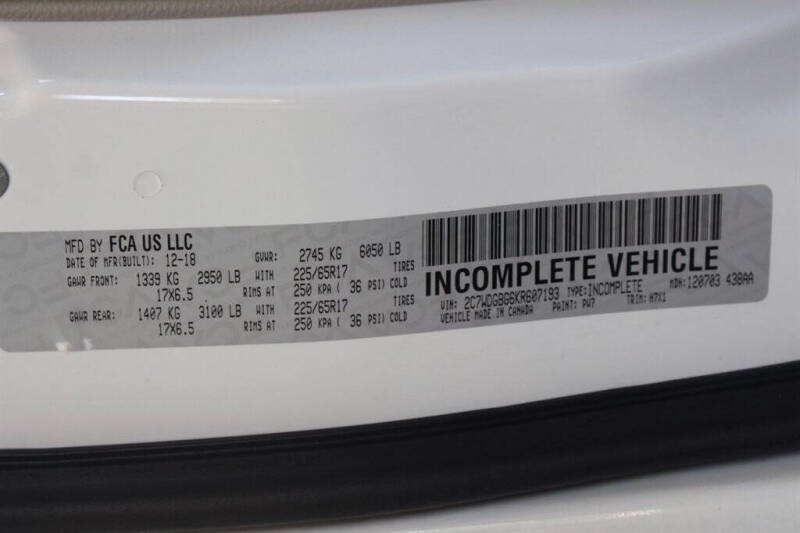 MFD BY FCA US LLC
DATE OF MFR(BUILT): 12-18 GVWR: 2745 KG 6050 LB
GAWR FRONT: 1339 KG 2950 LB WITH 225/65R17 TIRES
17X6.5 RIMS AT 250 KPA ( 36 PSI) COLD
GAWR REAR: 1407 KG 3100 LB WITH 225/65R17 TIRES
17X6.5 RIMS AT 250 KPA ( 36 PSI) COLD
INCOMPLETE VEHICLE
VIN: 2C7WDGBG6KR607193 TYPE:INCOMPLETE MDH:120703 438AA
VEHICLE MADE IN CANADA PAINT: PW7 TRIM: H7X1